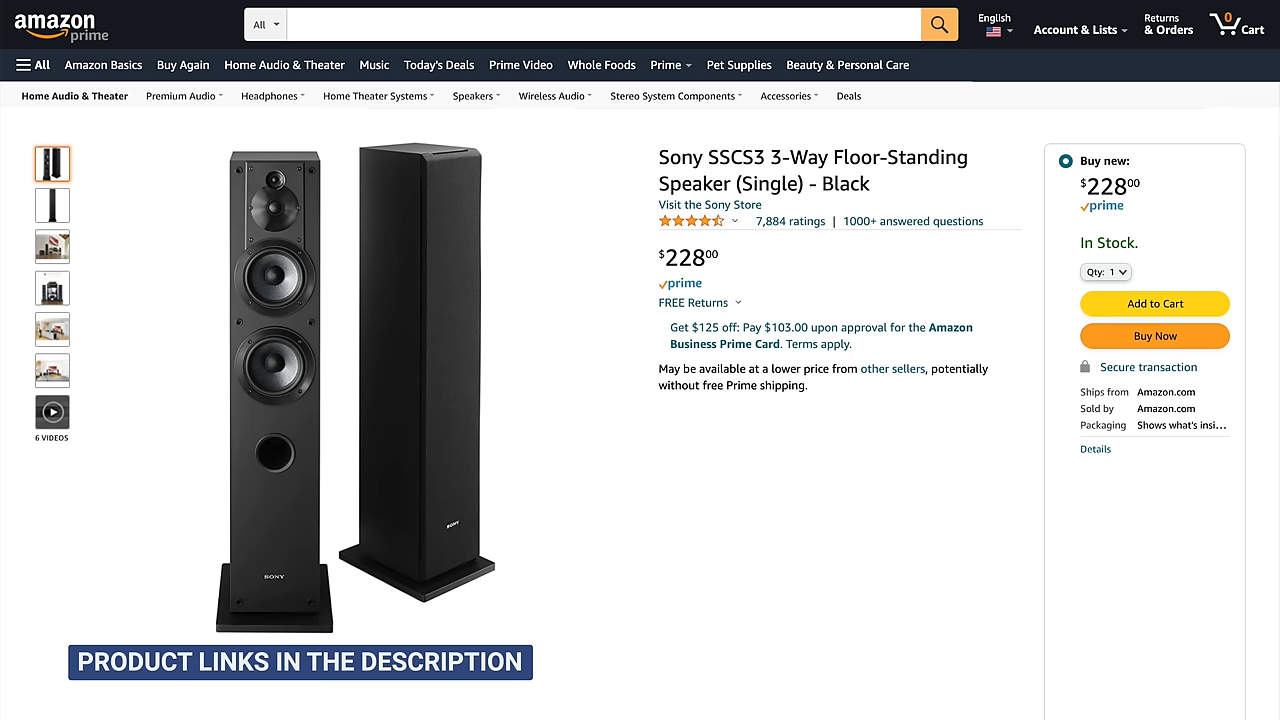 amazon
prime
All
English
Account & Lists
Returns
& Orders
0
Cart
All
Amazon Basics
Buy Again
Home Audio & Theater
Music
Today's Deals
Prime Video
Whole Foods
Prime
Pet Supplies
Beauty & Personal Care
Home Audio & Theater
Premium Audio
Headphones
Home Theater Systems
Speakers
Wireless Audio
Stereo System Components
Accessories
Deals
6 VIDEOS
SONY
SONY
Sony SSCS3 3-Way Floor-Standing
Speaker (Single) - Black
Visit the Sony Store
7,884 ratings | 1000+ answered questions
$22800
prime
FREE Returns
Get $125 off: Pay $103.00 upon approval for the Amazon
Business Prime Card. Terms apply.
May be available at a lower price from other sellers, potentially
without free Prime shipping.
Buy new:
$22800
prime
In Stock.
Qty: 1
Add to Cart
Buy Now
Secure transaction
Ships from Amazon.com
Sold by Amazon.com
Packaging Shows what's insi...
Details
PRODUCT LINKS IN THE DESCRIPTION